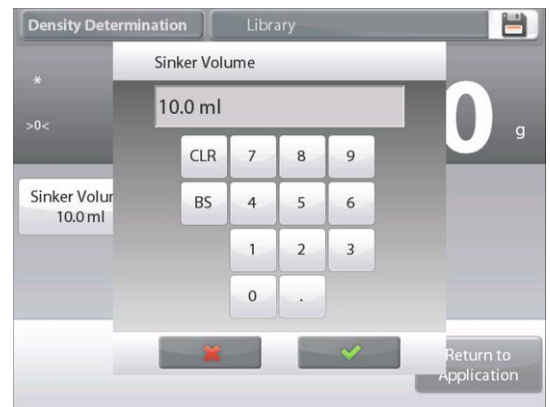 Density Determination
Library
Sinker Volume
*
10.0 ml
>0<
0 g
CLR 7 8 9
Sinker Volur
10.0 ml
BS 4 5 6
1 2 3
0 .
Return to
Application